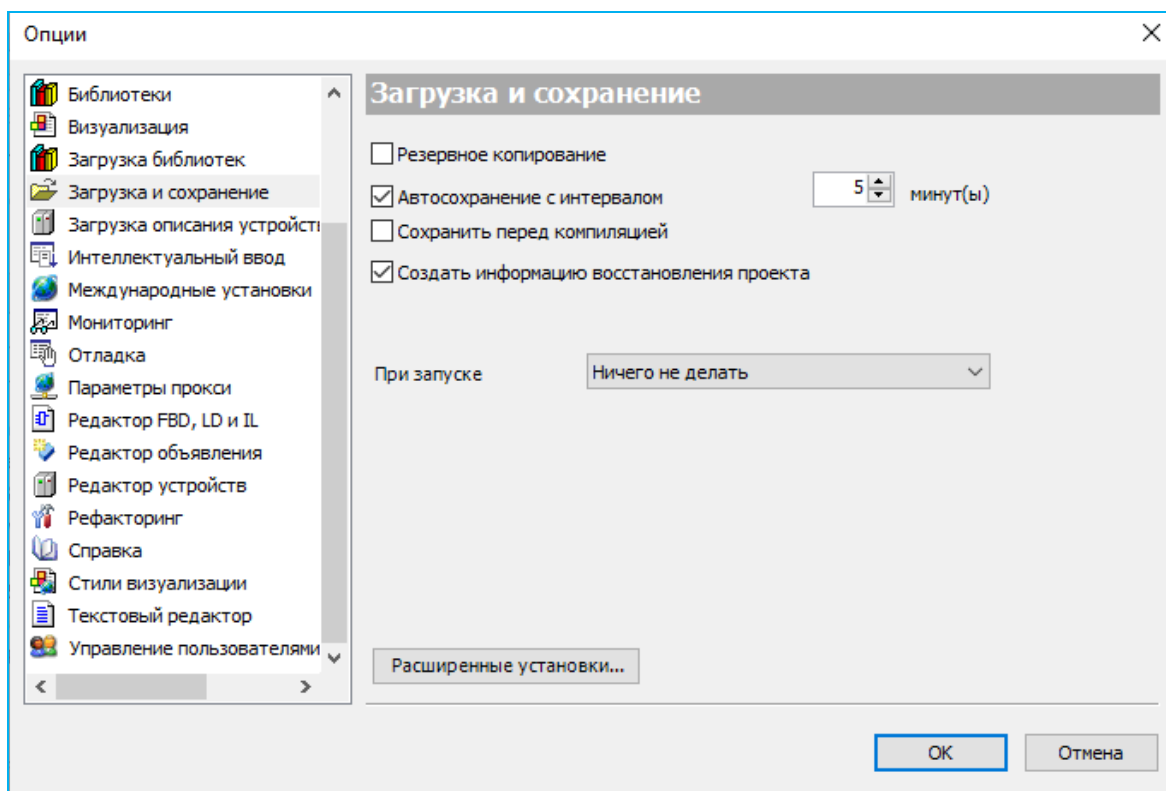 Опции
Библиотеки
Визуализация
Загрузка библиотек
Загрузка и сохранение
Загрузка описания устройств
Интеллектуальный ввод
Международные установки
Мониторинг
Отладка
Параметры прокси
Редактор FBD, LD и IL
Редактор объявления
Редактор устройств
Рефакторинг
Справка
Стили визуализации
Текстовый редактор
Управление пользователями
Загрузка и сохранение
Резервное копирование
Автосохранение с интервалом 5 минут(ы)
Сохранить перед компиляцией
Создать информацию восстановления проекта
При запуске Ничего не делать
Расширенные установки...
OK Отмена